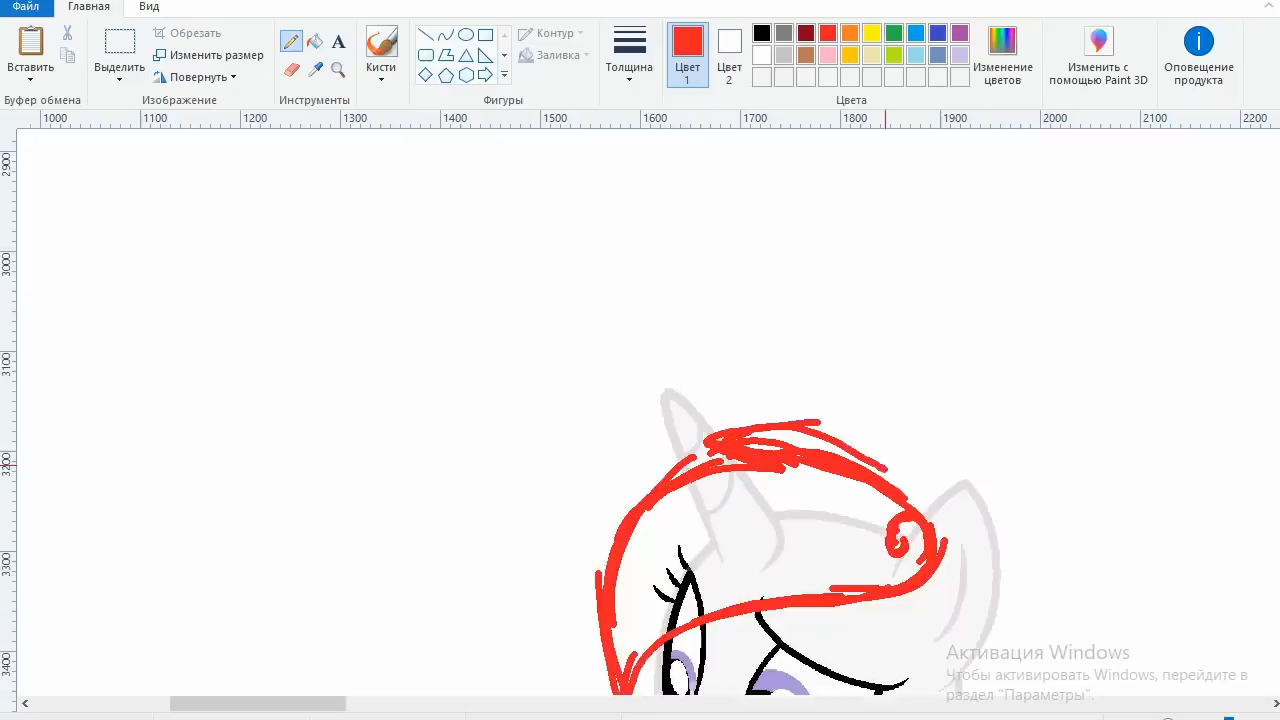 Файл Главная Вид
Вставить
Выделить
Обрезать
Изменить размер
Повернуть
A
Кисти
Контур
Заливка
Толщина
Цвет
1
Цвет
2
Изменение
цветов
Изменить с
помощью Paint 3D
Оповещение
продукта
Буфер обмена
Изображение
Инструменты
Фигуры
Цвета
1000 1100 1200 1300 1400 1500 1600 1700 1800 1900 2000 2100 2200
2900
3000
3100
3200
3300
3400
Активация Windows
Чтобы активировать Windows, перейдите в
раздел "Параметры".